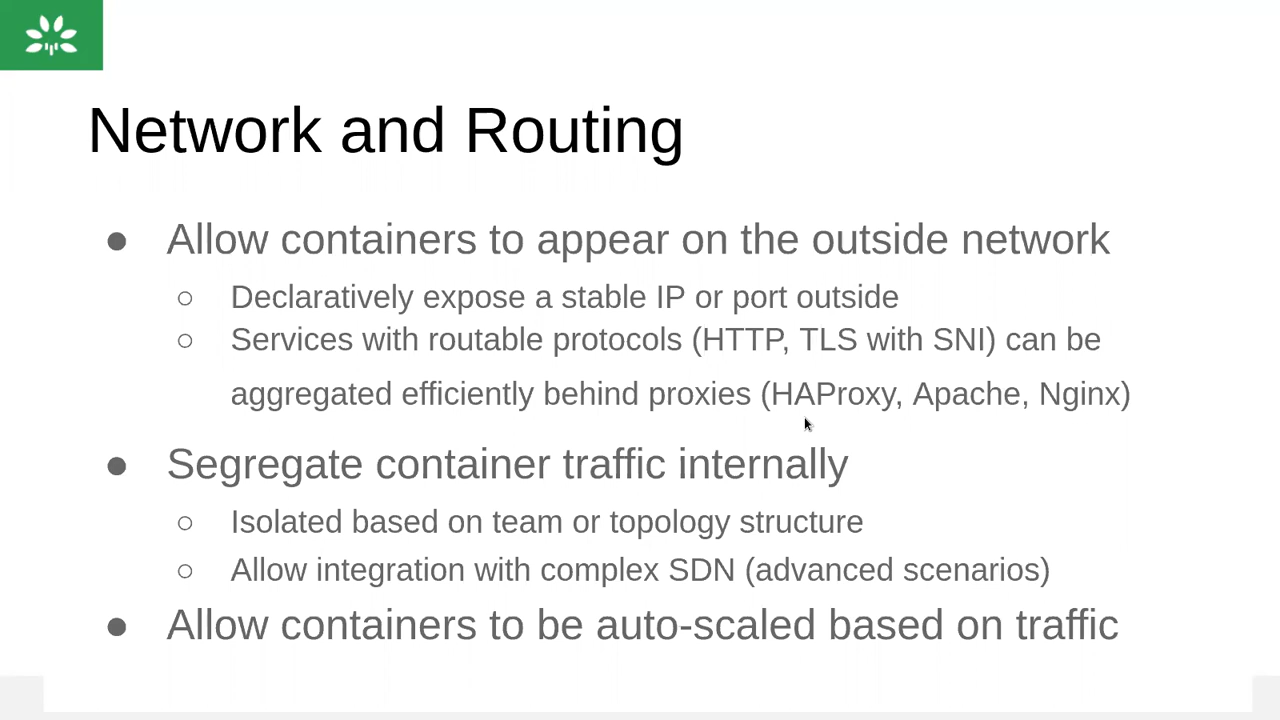 Network and Routing
● Allow containers to appear on the outside network
○ Declaratively expose a stable IP or port outside
○ Services with routable protocols (HTTP, TLS with SNI) can be
aggregated efficiently behind proxies (HAProxy, Apache, Nginx)
● Segregate container traffic internally
○ Isolated based on team or topology structure
○ Allow integration with complex SDN (advanced scenarios)
● Allow containers to be auto-scaled based on traffic